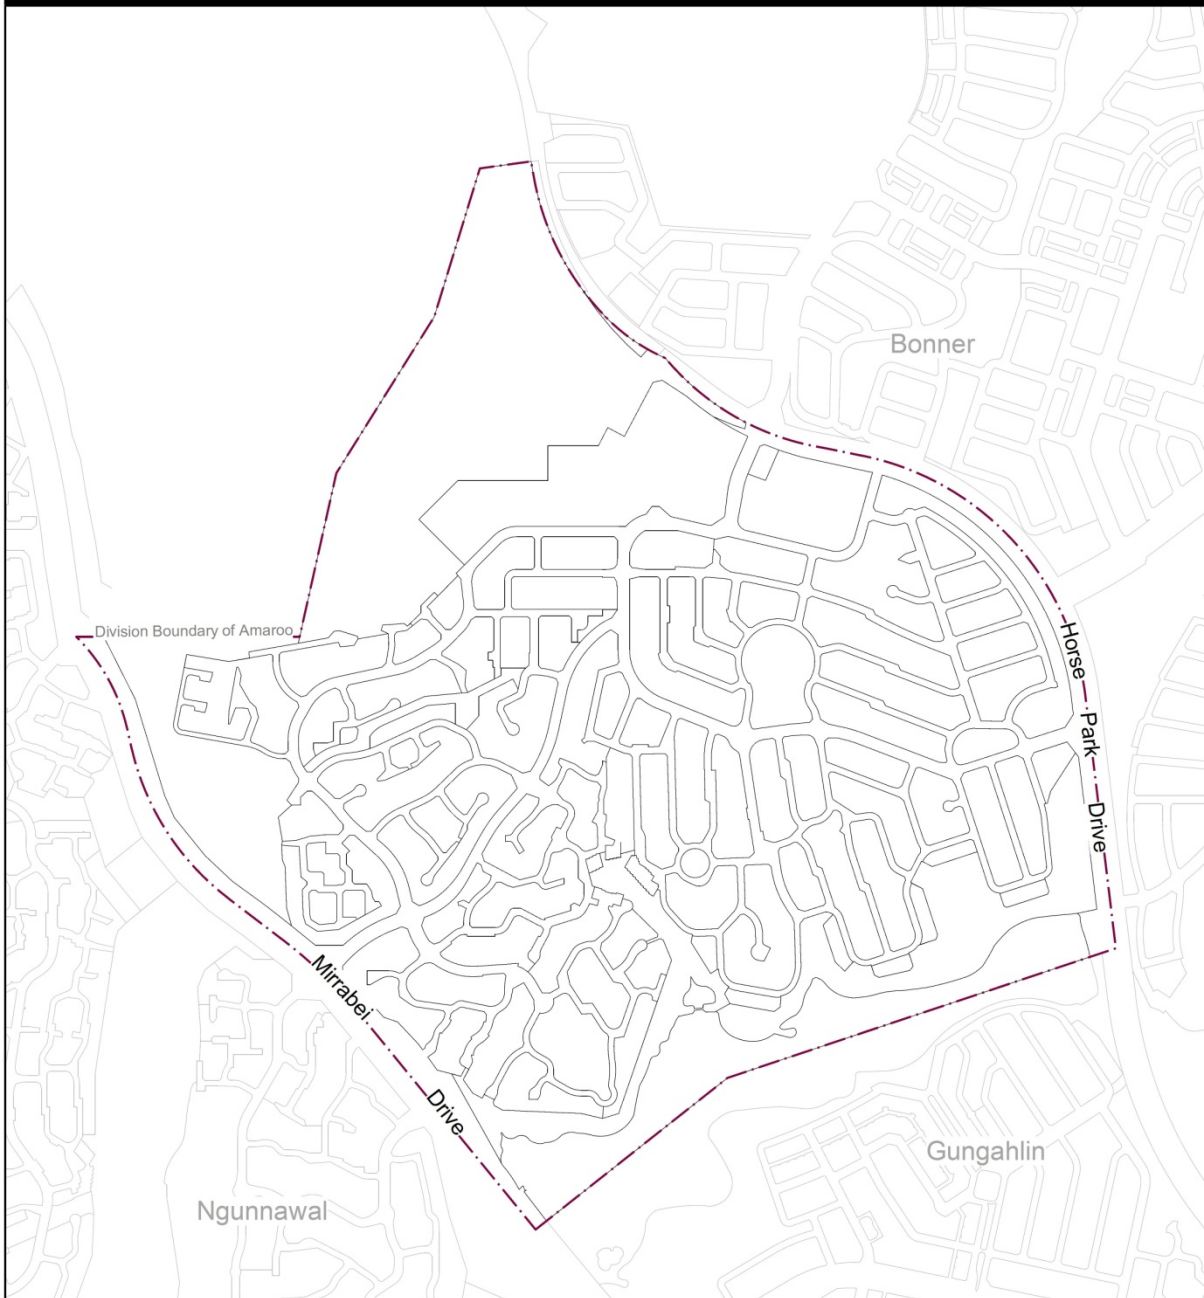 Bonner
Division Boundary of Amaroo
Horse Park Drive
Mirrabei Drive
Gungahlin
Ngunnawal